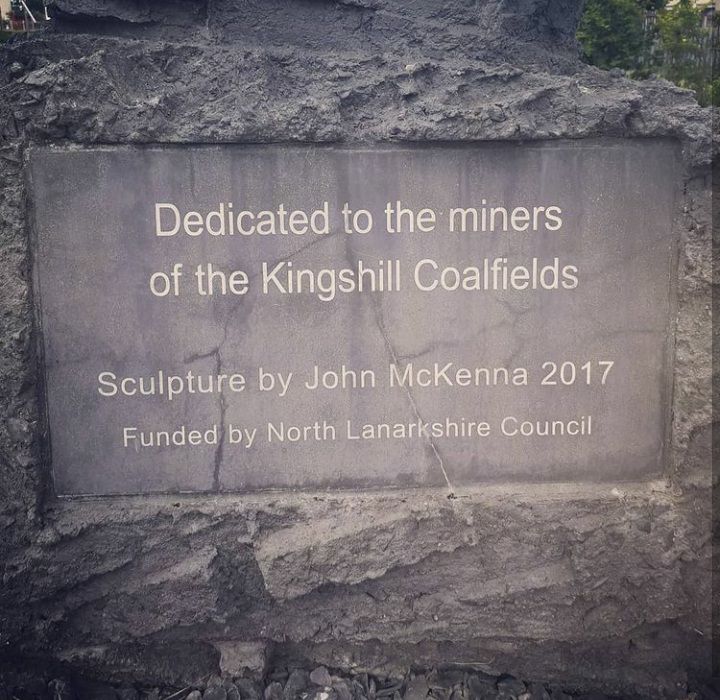 Dedicated to the miners
of the Kingshill Coalfields
Sculpture by John McKenna 2017
Funded by North Lanarkshire Council